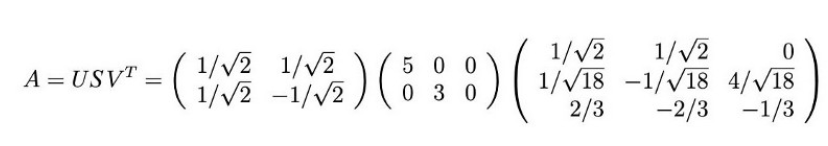 A = USVᵀ = ( 1/√2 1/√2 ; 1/√2 −1/√2 ) ( 5 0 0 ; 0 3 0 ) ( 1/√2 1/√2 0 ; 1/√18 −1/√18 4/√18 ; 2/3 −2/3 −1/3 )